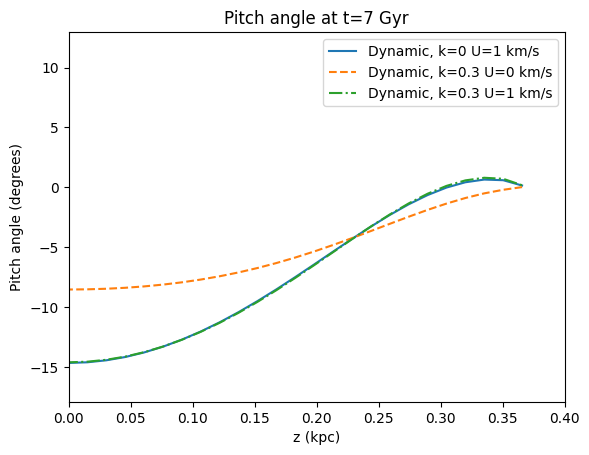 Pitch angle at t=7 Gyr
Dynamic, k=0 U=1 km/s
Dynamic, k=0.3 U=0 km/s
Dynamic, k=0.3 U=1 km/s
Pitch angle (degrees)
10
5
0
−5
−10
−15
0.00 0.05 0.10 0.15 0.20 0.25 0.30 0.35 0.40
z (kpc)